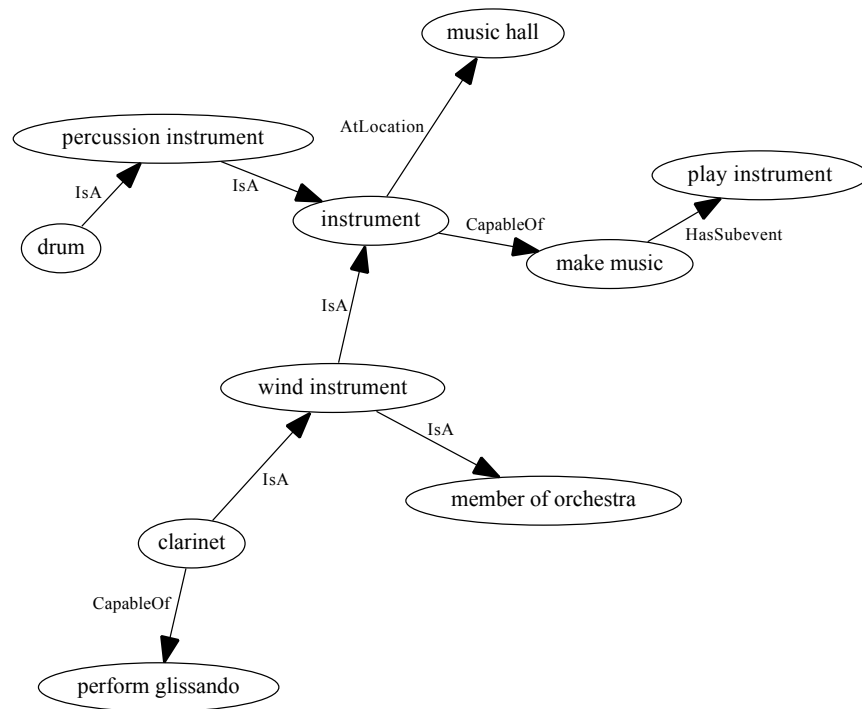 music hall
percussion instrument
AtLocation
play instrument
IsA
IsA
instrument
CapableOf
HasSubevent
drum
make music
IsA
wind instrument
IsA
IsA
member of orchestra
clarinet
CapableOf
perform glissando